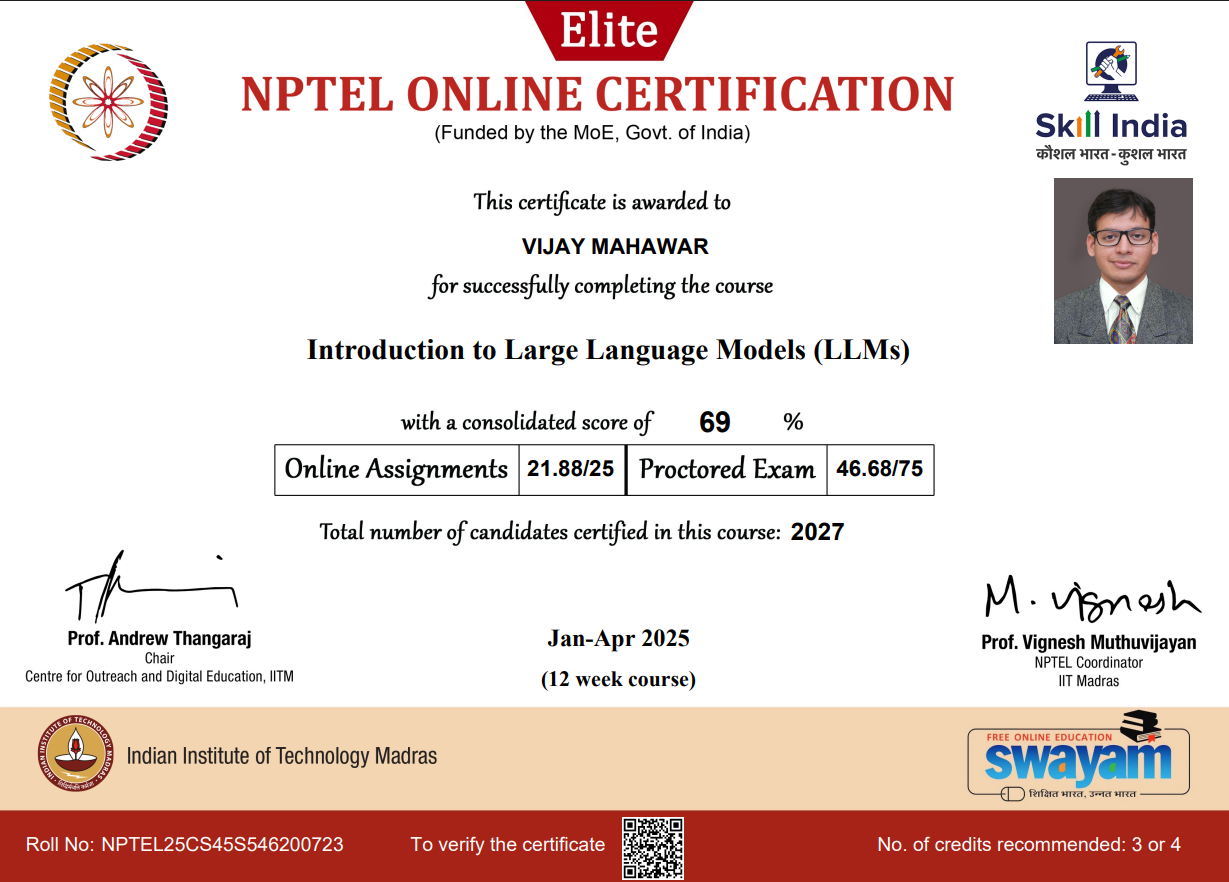 Elite
NPTEL ONLINE CERTIFICATION
(Funded by the MoE, Govt. of India)
Skill India
कौशल भारत - कुशल भारत
This certificate is awarded to
VIJAY MAHAWAR
for successfully completing the course
Introduction to Large Language Models (LLMs)
with a consolidated score of 69 %
Online Assignments 21.88/25 Proctored Exam 46.68/75
Total number of candidates certified in this course: 2027
M. Vignesh
Prof. Andrew Thangaraj
Chair
Centre for Outreach and Digital Education, IITM
Jan-Apr 2025
(12 week course)
Prof. Vignesh Muthuvijayan
NPTEL Coordinator
IIT Madras
INDIAN INSTITUTE OF TECHNOLOGY MADRAS
Indian Institute of Technology Madras
FREE ONLINE EDUCATION
swayam
शिक्षित भारत, उन्नत भारत
Roll No: NPTEL25CS45S546200723
To verify the certificate
No. of credits recommended: 3 or 4